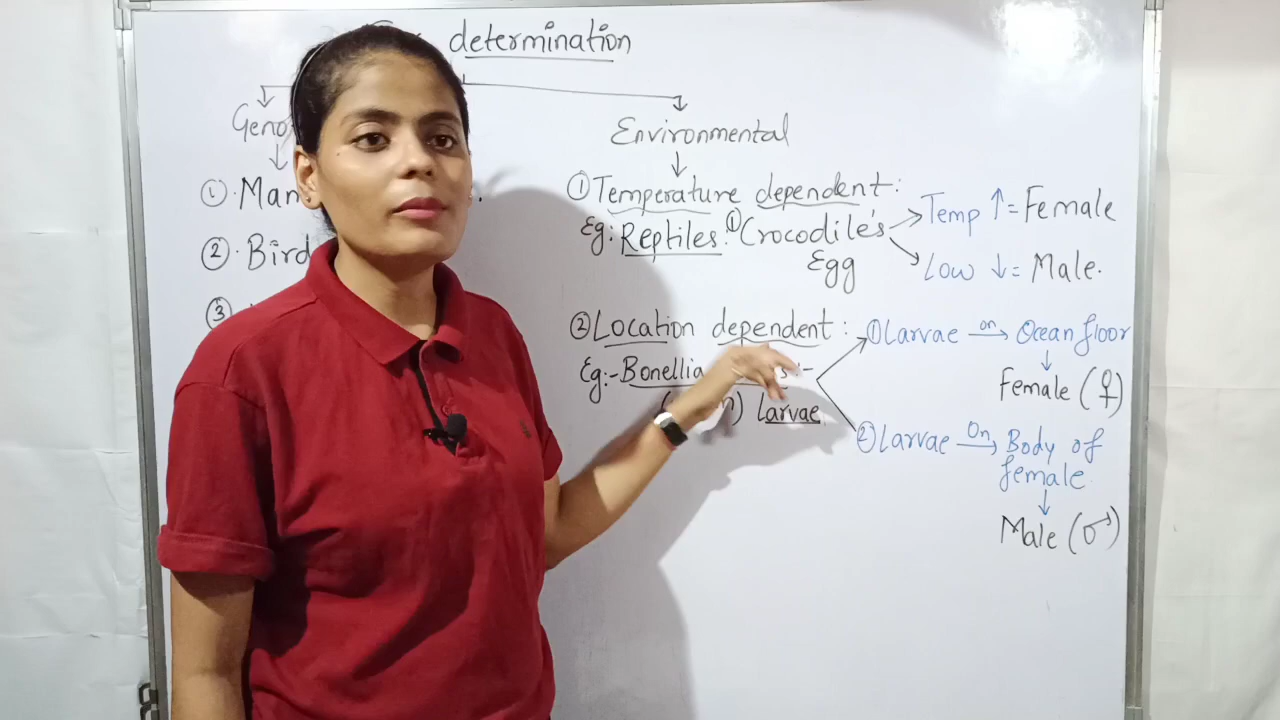 determination
Environmental
① Man
② Bird
③
① Temperature dependent:
Eg: Reptiles: ① Crocodile's
Egg
Temp ↑ = Female
Low ↓ = Male.
② Location dependent:
Eg:- Bonellia :-
Larvae
① Larvae on → Ocean floor
↓
Female (♀)
② Larvae On → Body of
female.
↓
Male (♂)